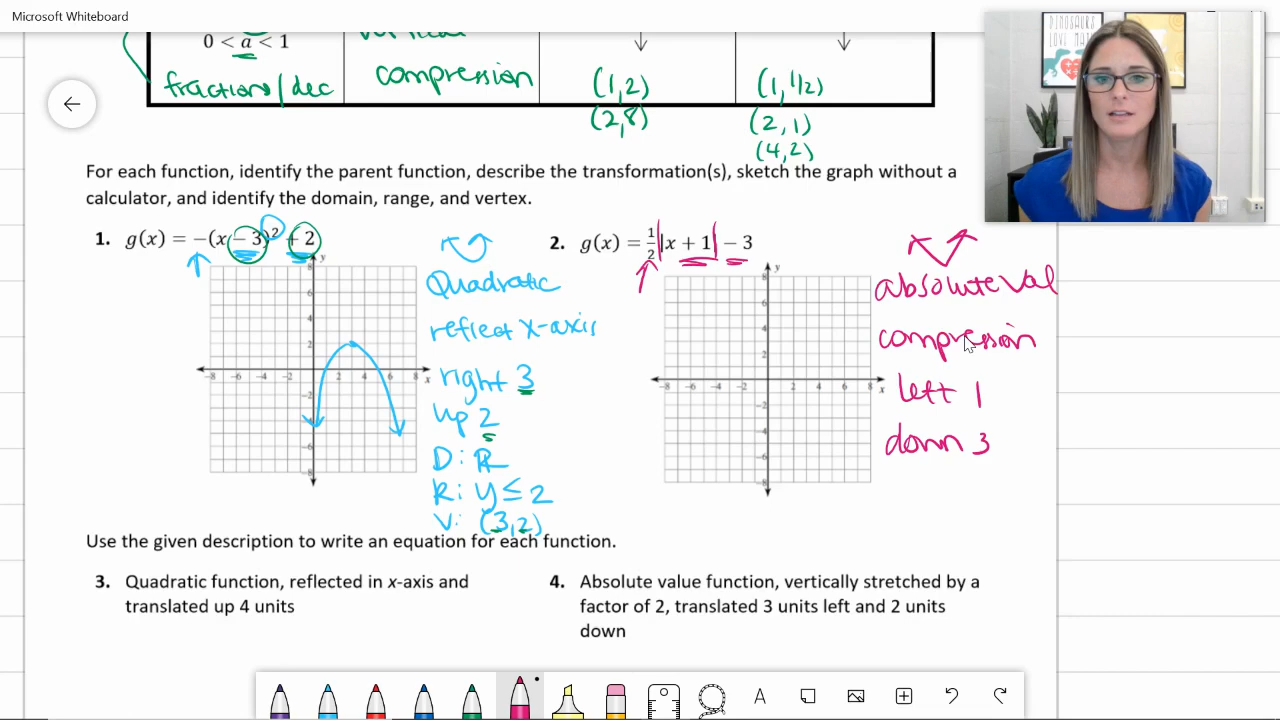 Microsoft Whiteboard
DINOSAURS
LOVE
0 < a < 1
fractions/dec
compression
(1,2)
(2,8)
(1,1/2)
(2,1)
(4,2)
For each function, identify the parent function, describe the transformation(s), sketch the graph without a
calculator, and identify the domain, range, and vertex.
1. g(x) = −(x − 3)² + 2
Quadratic
reflect x-axis
right 3
up 2
D: ℝ
R: y ≤ 2
V: (3,2)
2. g(x) = ½|x + 1| − 3
absolute val
compression
left 1
down 3
Use the given description to write an equation for each function.
3. Quadratic function, reflected in x-axis and
translated up 4 units
4. Absolute value function, vertically stretched by a
factor of 2, translated 3 units left and 2 units
down